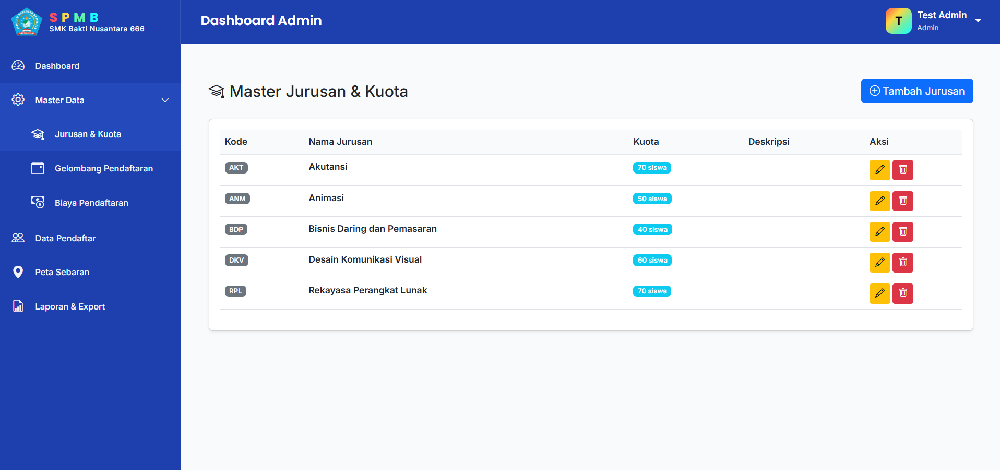 SPMB
SMK Bakti Nusantara 666
Dashboard Admin
T
Test Admin
Admin
Dashboard
Master Data
Jurusan & Kuota
Gelombang Pendaftaran
Biaya Pendaftaran
Data Pendaftar
Peta Sebaran
Laporan & Export
Master Jurusan & Kuota
Tambah Jurusan
Kode Nama Jurusan Kuota Deskripsi Aksi
AKT Akutansi 70 siswa
ANM Animasi 50 siswa
BDP Bisnis Daring dan Pemasaran 40 siswa
DKV Desain Komunikasi Visual 60 siswa
RPL Rekayasa Perangkat Lunak 70 siswa